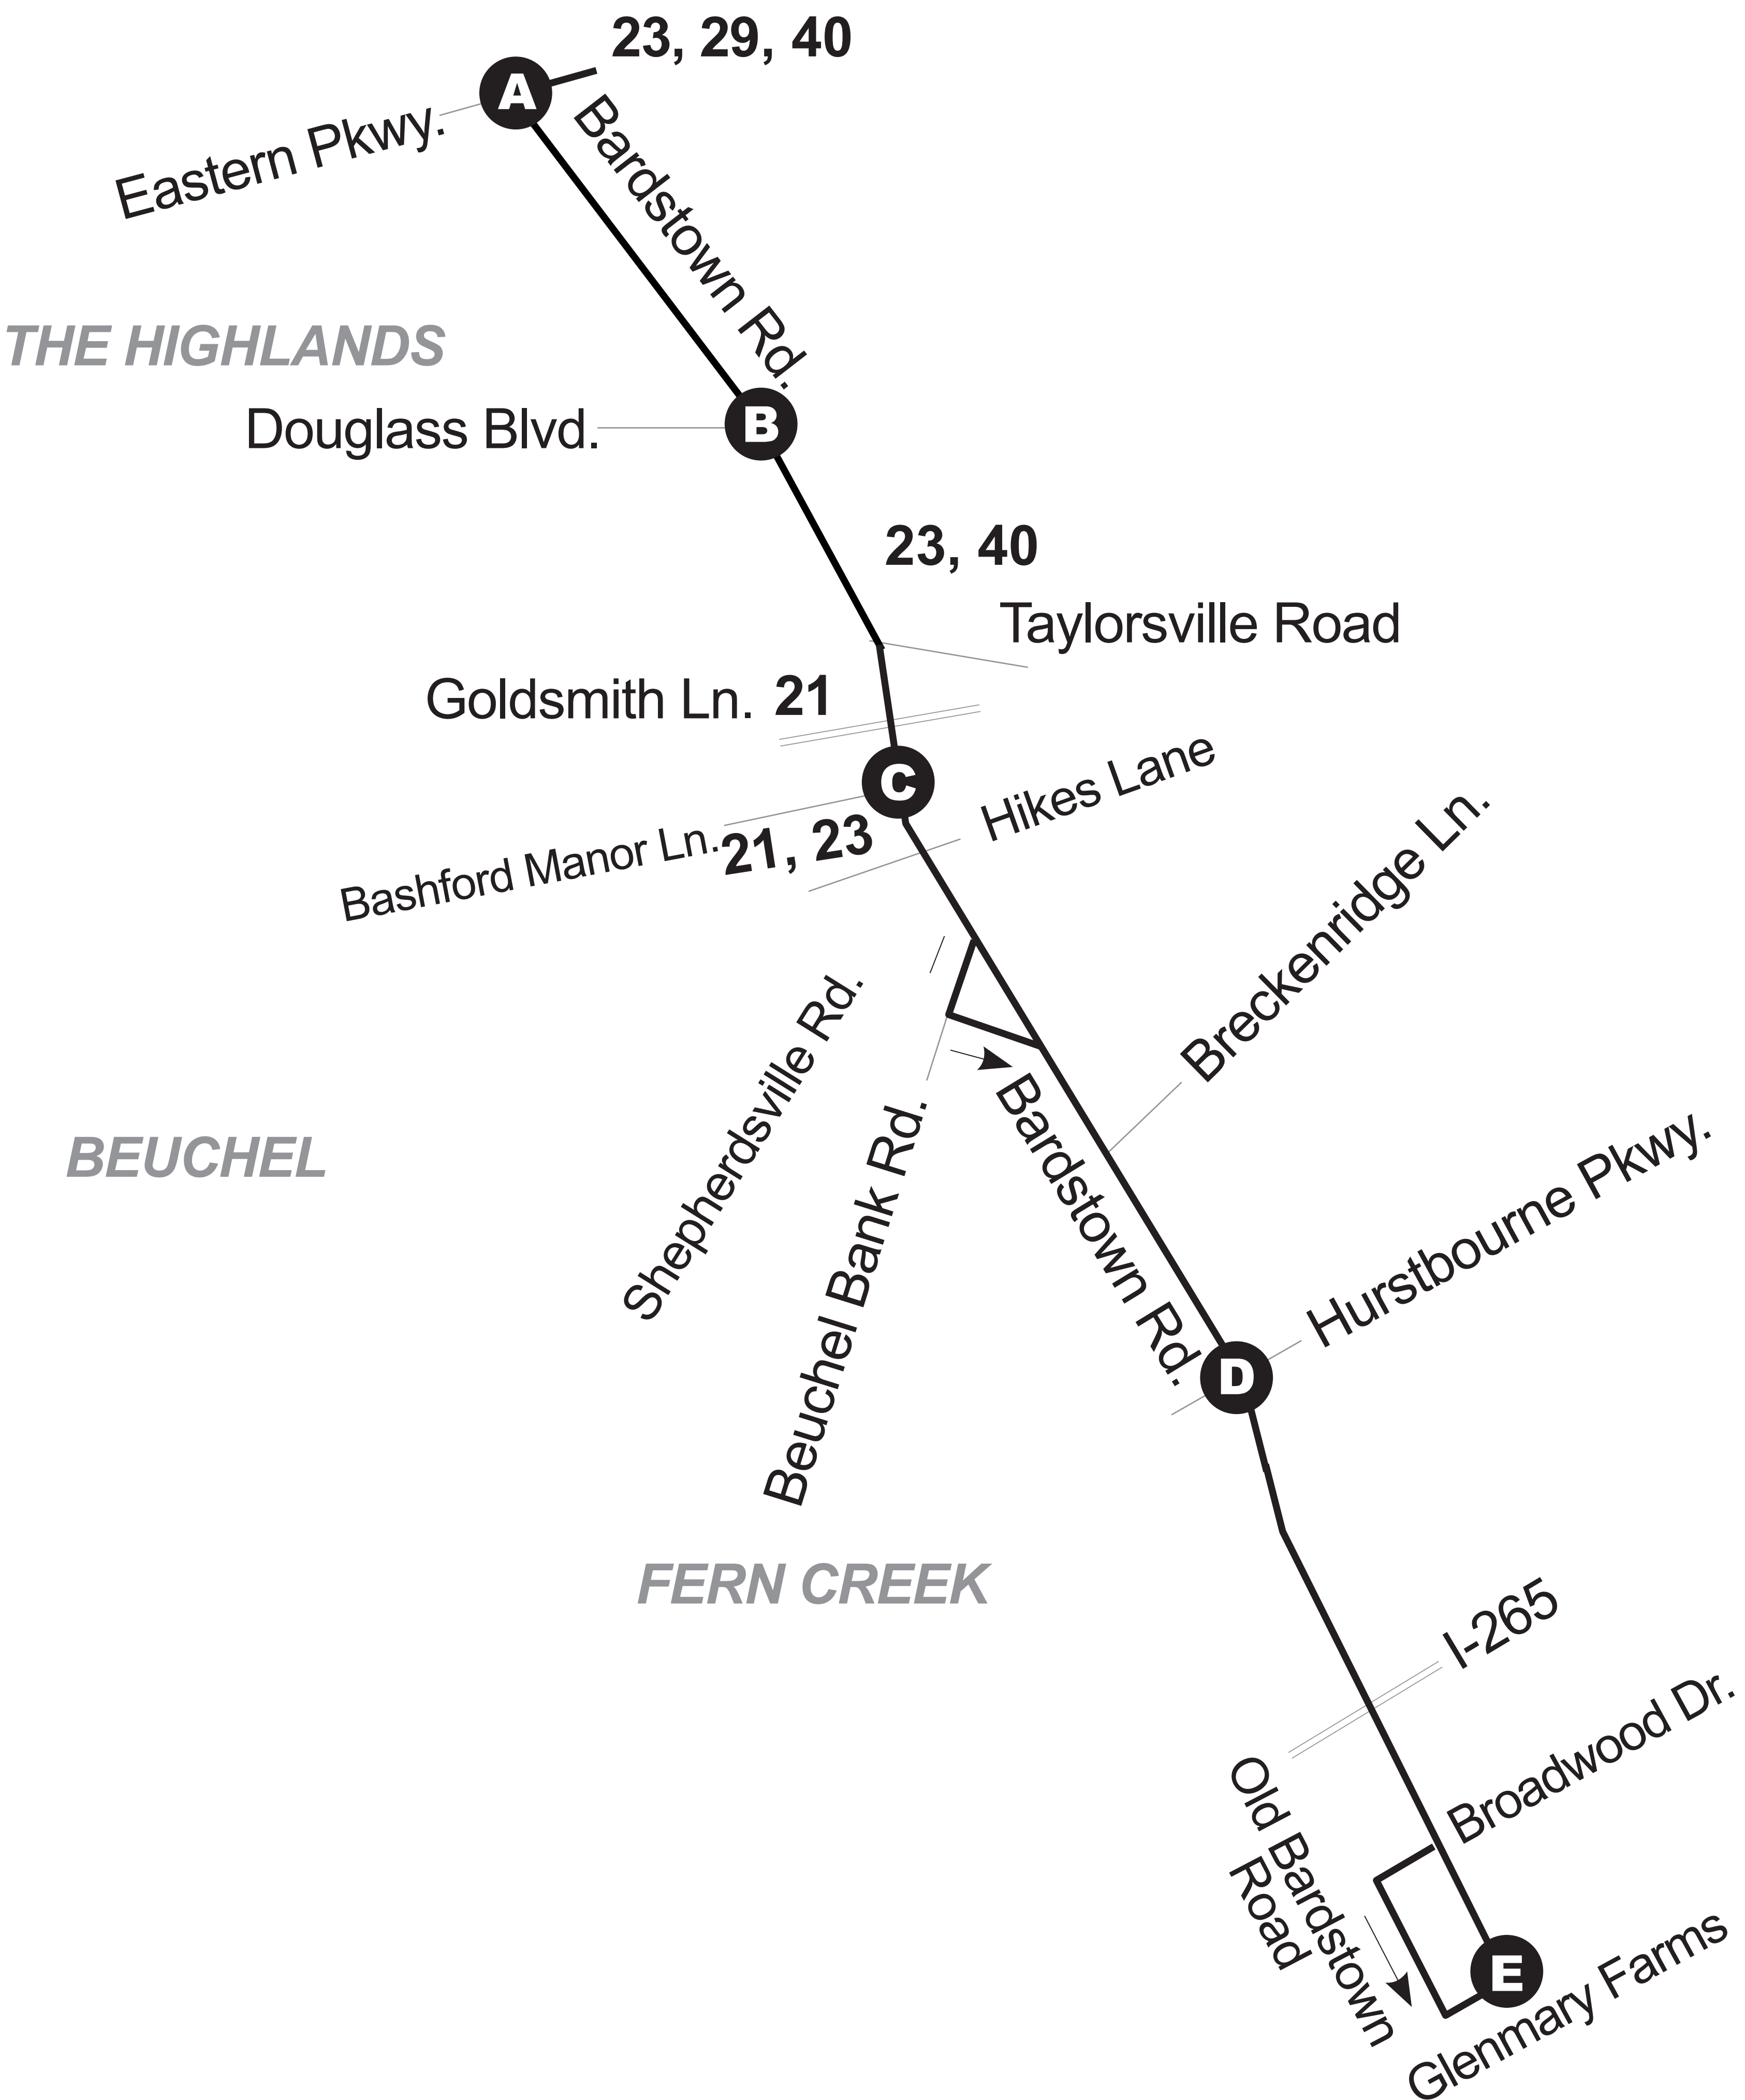 23, 29, 40
A
Bardstown Rd.
Eastern Pkwy.
THE HIGHLANDS
Douglass Blvd.
B
23, 40
Taylorsville Road
Goldsmith Ln. 21
C
Hikes Lane
Bashford Manor Ln. 21, 23
Breckenridge Ln.
Shepherdsville Rd.
Beuchel Bank Rd.
Bardstown Rd.
BEUCHEL
Hurstbourne Pkwy.
D
FERN CREEK
I-265
Broadwood Dr.
Old Bardstown
Road
E
Glenmary Farms